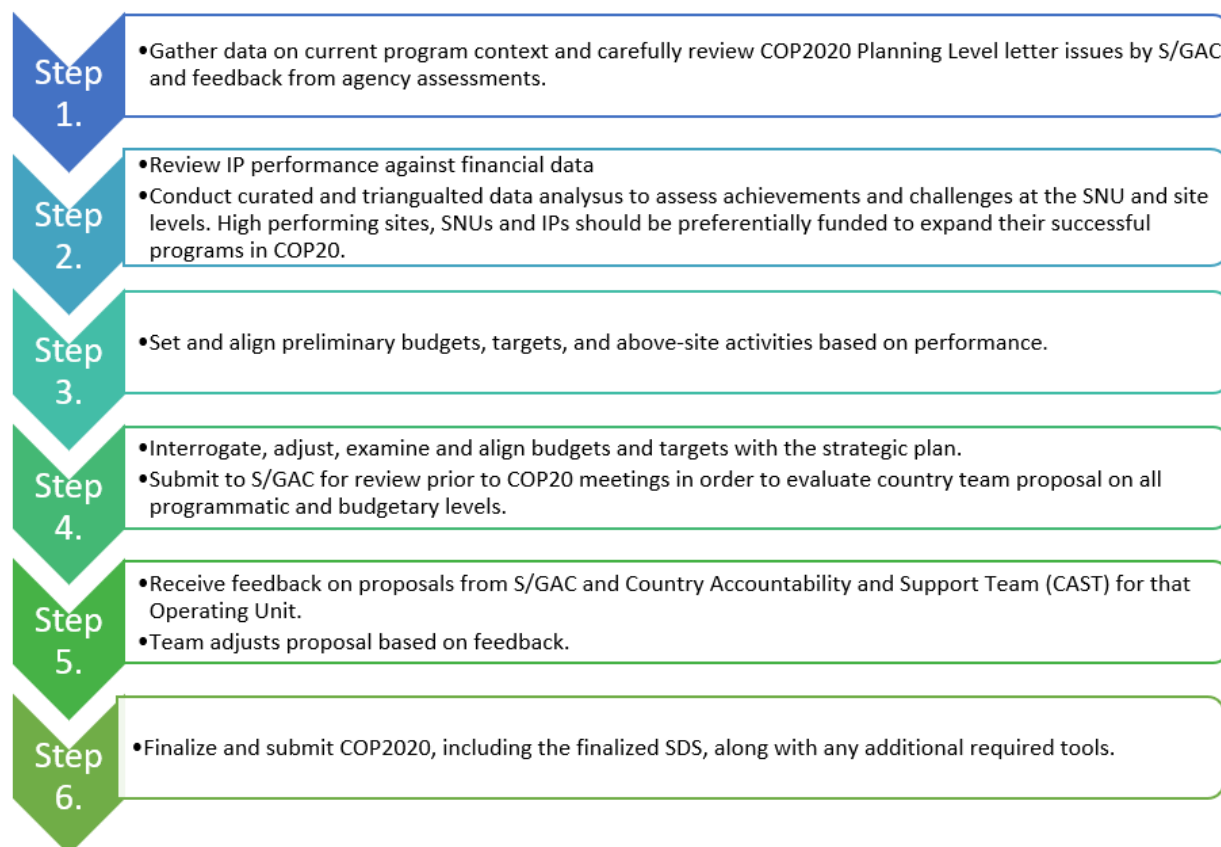 Step
1.
•Gather data on current program context and carefully review COP2020 Planning Level letter issues by S/GAC
and feedback from agency assessments.
Step
2.
•Review IP performance against financial data
•Conduct curated and triangualted data analysus to assess achievements and challenges at the SNU and site
levels. High performing sites, SNUs and IPs should be preferentially funded to expand their successful
programs in COP20.
Step
3.
•Set and align preliminary budgets, targets, and above-site activities based on performance.
Step
4.
•Interrogate, adjust, examine and align budgets and targets with the strategic plan.
•Submit to S/GAC for review prior to COP20 meetings in order to evaluate country team proposal on all
programmatic and budgetary levels.
Step
5.
•Receive feedback on proposals from S/GAC and Country Accountability and Support Team (CAST) for that
Operating Unit.
•Team adjusts proposal based on feedback.
Step
6.
•Finalize and submit COP2020, including the finalized SDS, along with any additional required tools.